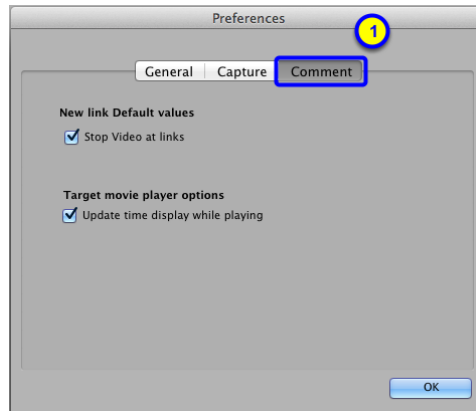 Preferences
1
General Capture Comment
New link Default values
Stop Video at links
Target movie player options
Update time display while playing
OK